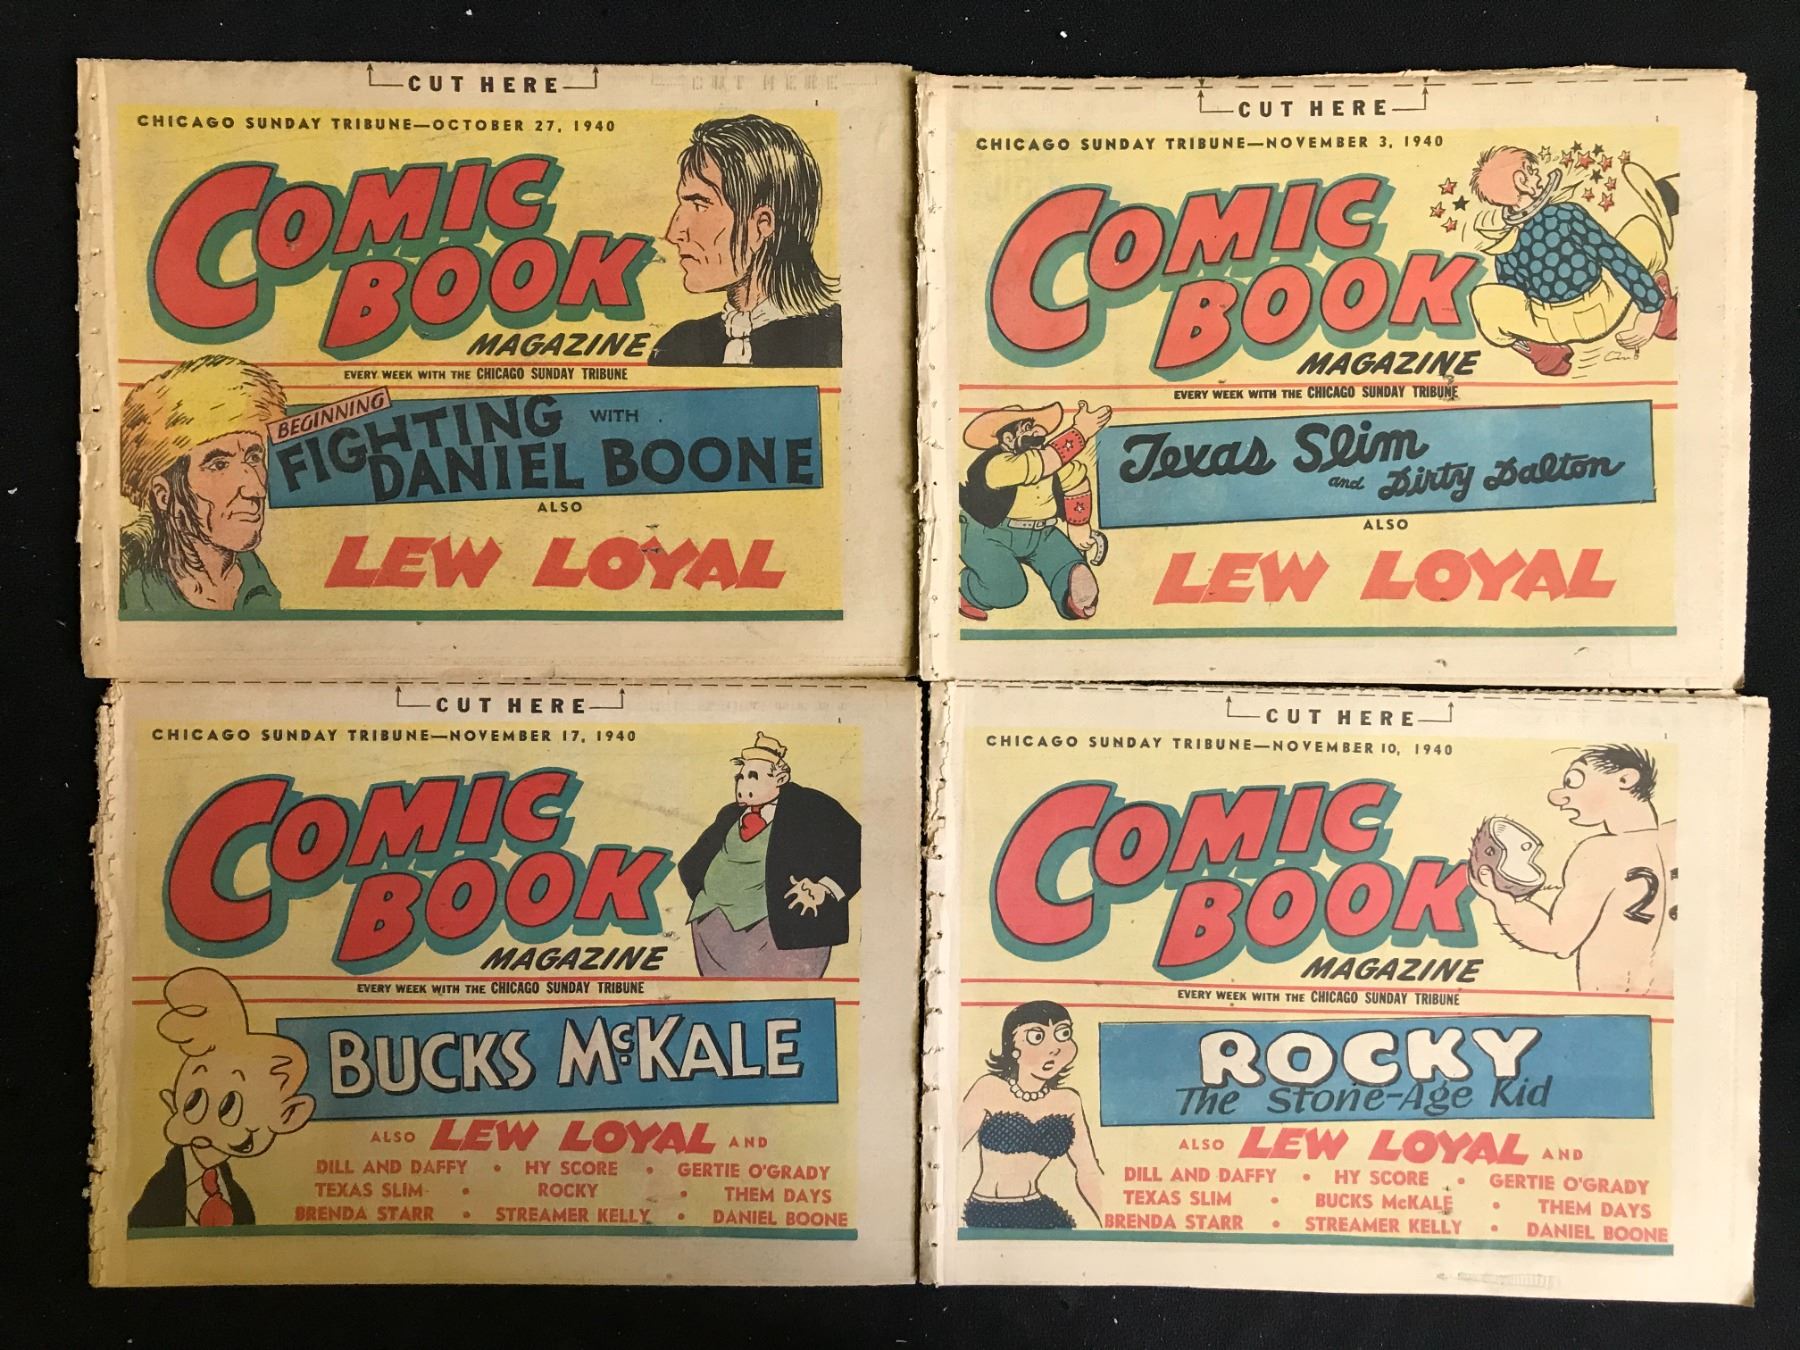 CUT HERE
CHICAGO SUNDAY TRIBUNE—OCTOBER 27, 1940
COMIC
BOOK
MAGAZINE
EVERY WEEK WITH THE CHICAGO SUNDAY TRIBUNE
BEGINNING
FIGHTING WITH
DANIEL BOONE
ALSO
LEW LOYAL
CUT HERE
CHICAGO SUNDAY TRIBUNE—NOVEMBER 3, 1940
COMIC
BOOK
MAGAZINE
EVERY WEEK WITH THE CHICAGO SUNDAY TRIBUNE
Texas Slim
and Dirty Dalton
ALSO
LEW LOYAL
CUT HERE
CHICAGO SUNDAY TRIBUNE—NOVEMBER 17, 1940
COMIC
BOOK
MAGAZINE
EVERY WEEK WITH THE CHICAGO SUNDAY TRIBUNE
BUCKS McKALE
ALSO LEW LOYAL AND
DILL AND DAFFY • HY SCORE • GERTIE O'GRADY
TEXAS SLIM • ROCKY • THEM DAYS
BRENDA STARR • STREAMER KELLY • DANIEL BOONE
CUT HERE
CHICAGO SUNDAY TRIBUNE—NOVEMBER 10, 1940
COMIC
BOOK
MAGAZINE
2
EVERY WEEK WITH THE CHICAGO SUNDAY TRIBUNE
ROCKY
The Stone-Age Kid
ALSO LEW LOYAL AND
DILL AND DAFFY • HY SCORE • GERTIE O'GRADY
TEXAS SLIM • BUCKS McKALE • THEM DAYS
BRENDA STARR • STREAMER KELLY • DANIEL BOONE